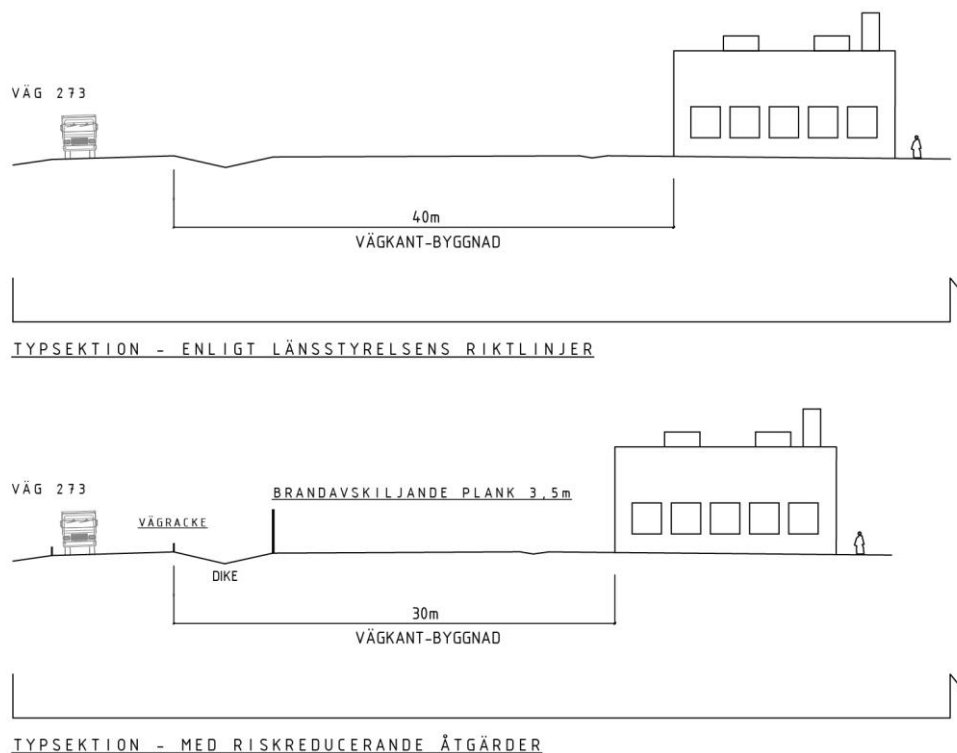 VÄG 273
40m
VÄGKANT-BYGGNAD
TYPSEKTION - ENLIGT LÄNSSTYRELSENS RIKTLINJER
VÄG 273
VÄGRACKE
BRANDAVSKILJANDE PLANK 3,5m
DIKE
30m
VÄGKANT-BYGGNAD
TYPSEKTION - MED RISKREDUCERANDE ÅTGÄRDER